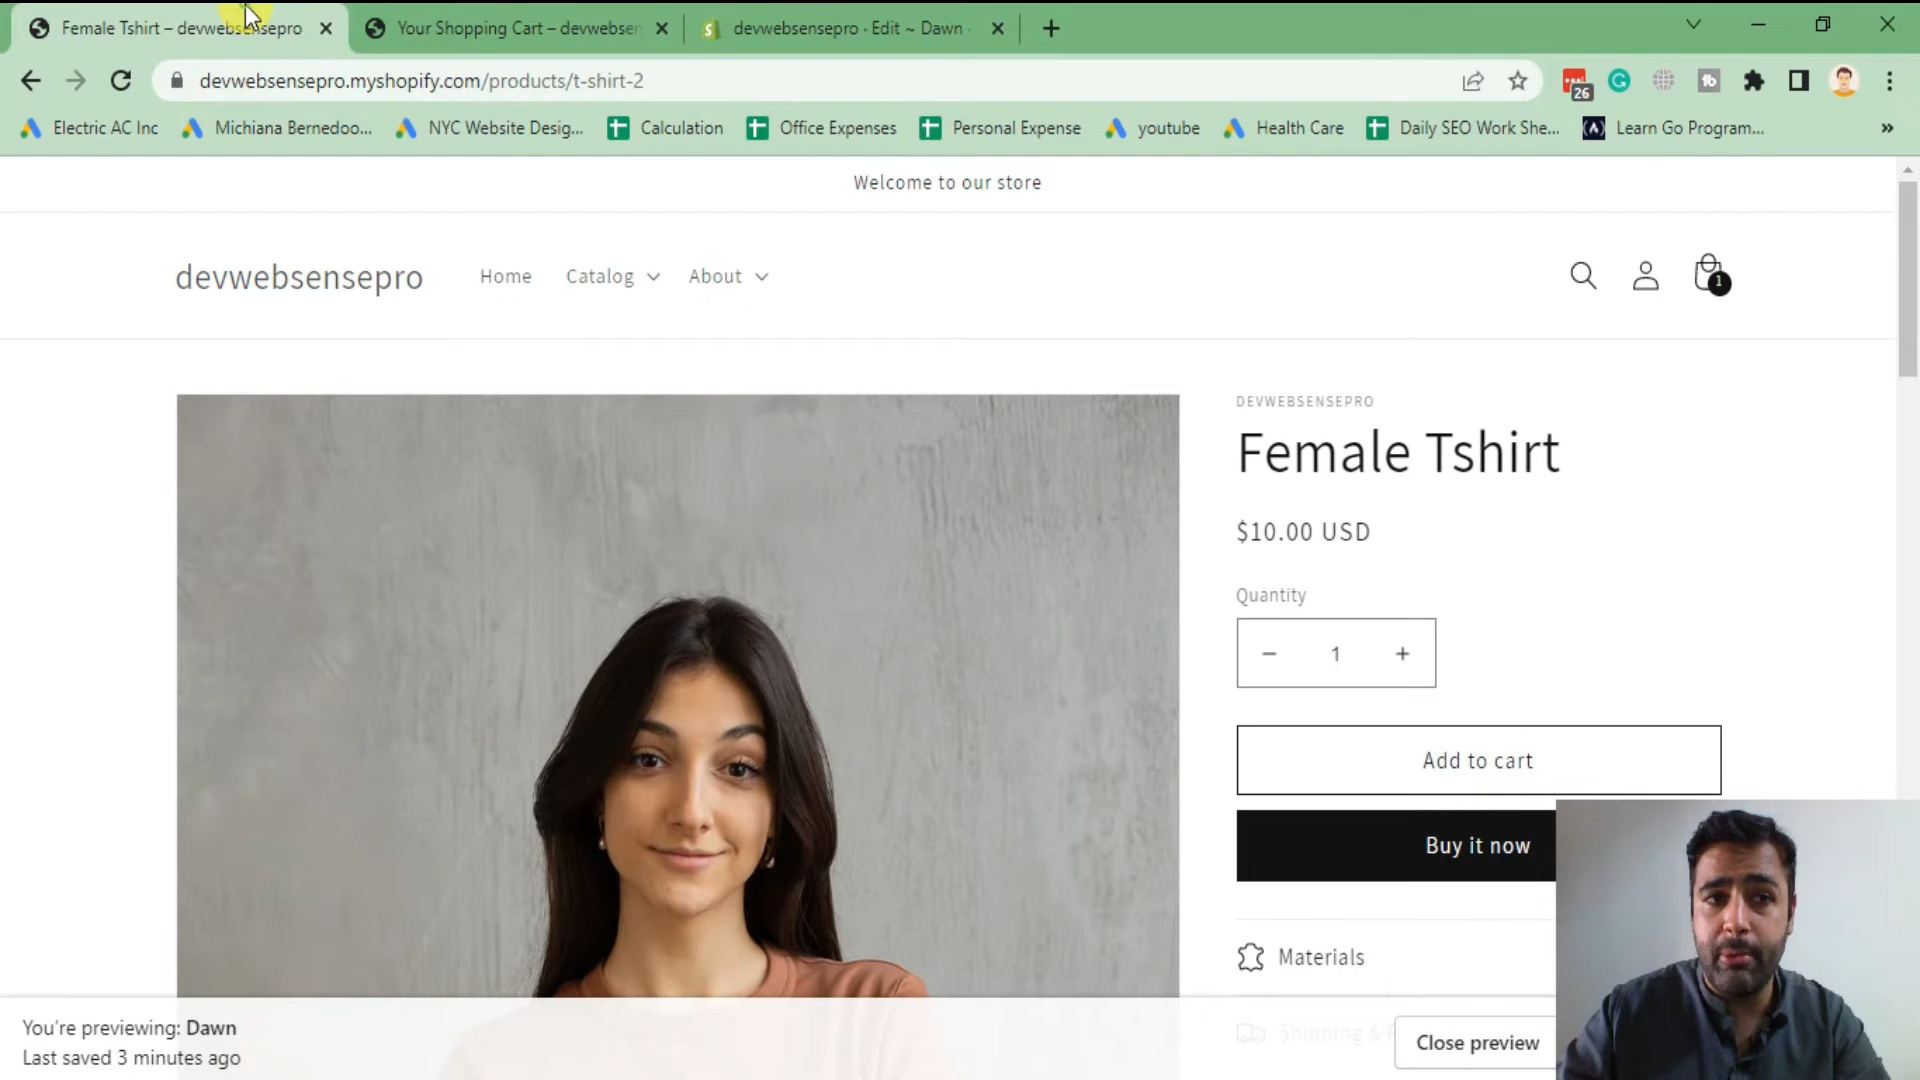 Female Tshirt – devwebsensepro
Your Shopping Cart – devwebsen
devwebsensepro · Edit ~ Dawn ·
devwebsensepro.myshopify.com/products/t-shirt-2
26
Electric AC Inc
Michiana Bernedoo...
NYC Website Desig...
Calculation
Office Expenses
Personal Expense
youtube
Health Care
Daily SEO Work She...
Learn Go Program...
Welcome to our store
devwebsensepro
Home
Catalog
About
1
DEVWEBSENSEPRO
Female Tshirt
$10.00 USD
Quantity
1
Add to cart
Buy it now
Materials
Shipping &
You're previewing: Dawn
Last saved 3 minutes ago
Close preview